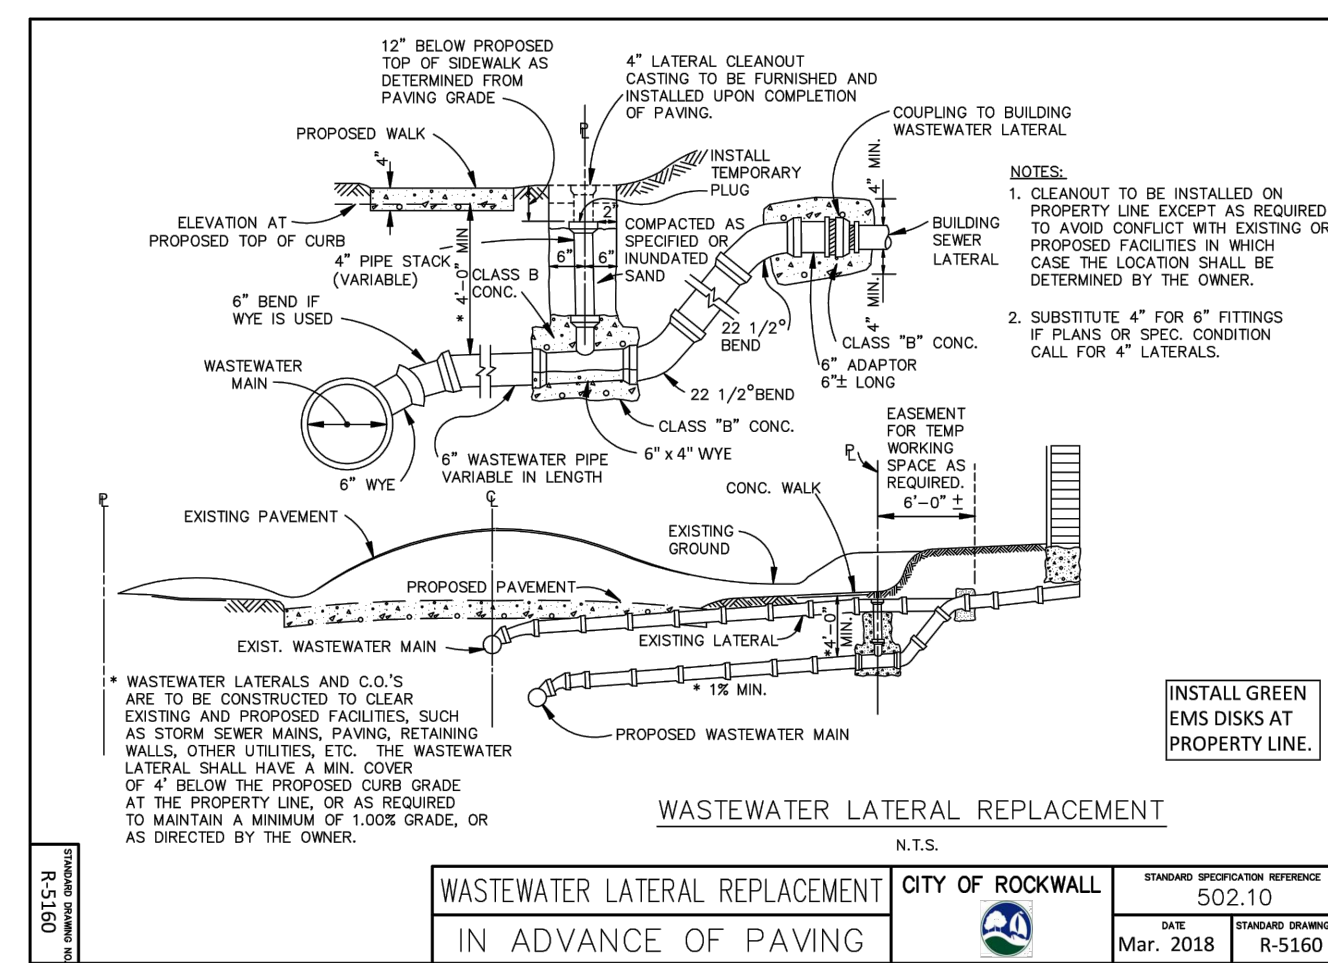 12" BELOW PROPOSED
TOP OF SIDEWALK AS
DETERMINED FROM
PAVING GRADE
4" LATERAL CLEANOUT
CASTING TO BE FURNISHED AND
INSTALLED UPON COMPLETION
OF PAVING.
COUPLING TO BUILDING
WASTEWATER LATERAL
PROPOSED WALK
4"
PL
INSTALL
TEMPORARY
PLUG
4" MIN.
2"
ELEVATION AT
PROPOSED TOP OF CURB
4" PIPE STACK
(VARIABLE)
* 4'-0" MIN
CLASS B
CONC.
6"
6"
COMPACTED AS
SPECIFIED OR
INUNDATED
SAND
BUILDING
SEWER
LATERAL
4" MIN.
6" BEND IF
WYE IS USED
22 1/2°
BEND
CLASS "B" CONC.
6" ADAPTOR
6"± LONG
WASTEWATER
MAIN
22 1/2°BEND
CLASS "B" CONC.
6" x 4" WYE
6" WASTEWATER PIPE
VARIABLE IN LENGTH
6" WYE
NOTES:
1. CLEANOUT TO BE INSTALLED ON
PROPERTY LINE EXCEPT AS REQUIRED
TO AVOID CONFLICT WITH EXISTING OR
PROPOSED FACILITIES IN WHICH
CASE THE LOCATION SHALL BE
DETERMINED BY THE OWNER.
2. SUBSTITUTE 4" FOR 6" FITTINGS
IF PLANS OR SPEC. CONDITION
CALL FOR 4" LATERALS.
EASEMENT
FOR TEMP
WORKING
SPACE AS
REQUIRED.
6'-0" ±
PL
PL
CL
EXISTING PAVEMENT
CONC. WALK
EXISTING
GROUND
PROPOSED PAVEMENT
EXIST. WASTEWATER MAIN
EXISTING LATERAL
*4'-0"
MIN.
* 1% MIN.
PROPOSED WASTEWATER MAIN
* WASTEWATER LATERALS AND C.O.'S
ARE TO BE CONSTRUCTED TO CLEAR
EXISTING AND PROPOSED FACILITIES, SUCH
AS STORM SEWER MAINS, PAVING, RETAINING
WALLS, OTHER UTILITIES, ETC. THE WASTEWATER
LATERAL SHALL HAVE A MIN. COVER
OF 4' BELOW THE PROPOSED CURB GRADE
AT THE PROPERTY LINE, OR AS REQUIRED
TO MAINTAIN A MINIMUM OF 1.00% GRADE, OR
AS DIRECTED BY THE OWNER.
INSTALL GREEN
EMS DISKS AT
PROPERTY LINE.
WASTEWATER LATERAL REPLACEMENT
N.T.S.
STANDARD DRAWING NO.
R-5160
WASTEWATER LATERAL REPLACEMENT
IN ADVANCE OF PAVING
CITY OF ROCKWALL
STANDARD SPECIFICATION REFERENCE
502.10
DATE
Mar. 2018
STANDARD DRAWING
R-5160